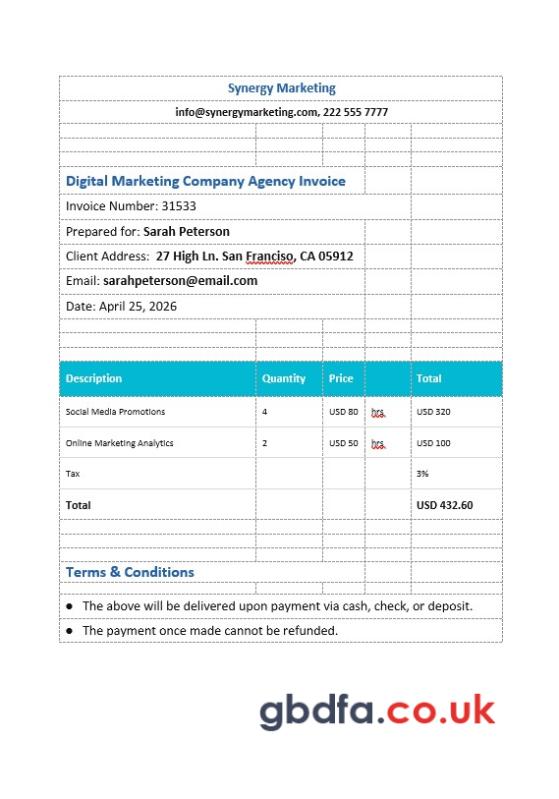 Synergy Marketing
info@synergymarketing.com, 222 555 7777
Digital Marketing Company Agency Invoice
Invoice Number: 31533
Prepared for: Sarah Peterson
Client Address:  27 High Ln. San Franciso, CA 05912
Email: sarahpeterson@email.com
Date: April 25, 2026
Description Quantity Price Total
Social Media Promotions 4 USD 80 hrs. USD 320
Online Marketing Analytics 2 USD 50 hrs. USD 100
Tax 3%
Total USD 432.60
Terms & Conditions
● The above will be delivered upon payment via cash, check, or deposit.
● The payment once made cannot be refunded.
gbdfa.co.uk